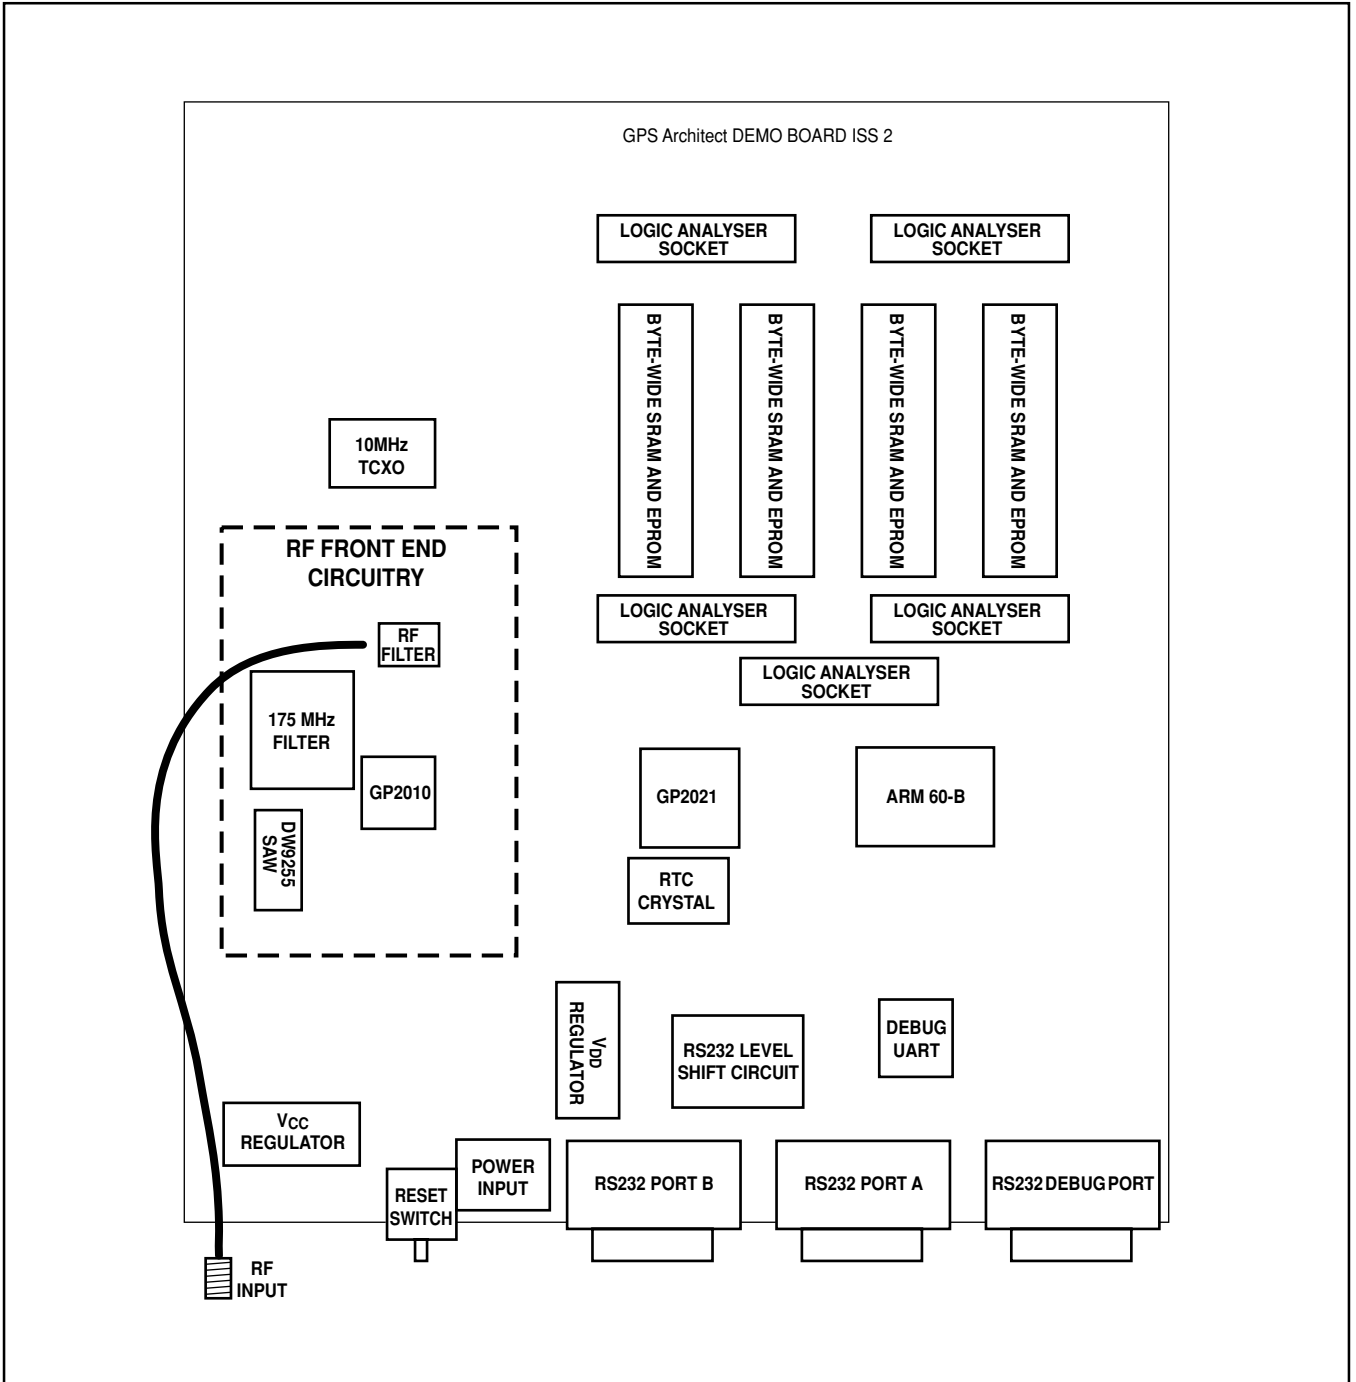 GPS Architect DEMO BOARD ISS 2
LOGIC ANALYSER
SOCKET
LOGIC ANALYSER
SOCKET
BYTE-WIDE SRAM AND EPROM
BYTE-WIDE SRAM AND EPROM
BYTE-WIDE SRAM AND EPROM
BYTE-WIDE SRAM AND EPROM
10MHz
TCXO
RF FRONT END
CIRCUITRY
RF
FILTER
175 MHz
FILTER
GP2010
DW9255
SAW
LOGIC ANALYSER
SOCKET
LOGIC ANALYSER
SOCKET
LOGIC ANALYSER
SOCKET
GP2021
ARM 60-B
RTC
CRYSTAL
VDD
REGULATOR
RS232 LEVEL
SHIFT CIRCUIT
DEBUG
UART
VCC
REGULATOR
RESET
SWITCH
POWER
INPUT
RS232 PORT B
RS232 PORT A
RS232 DEBUG PORT
RF
INPUT